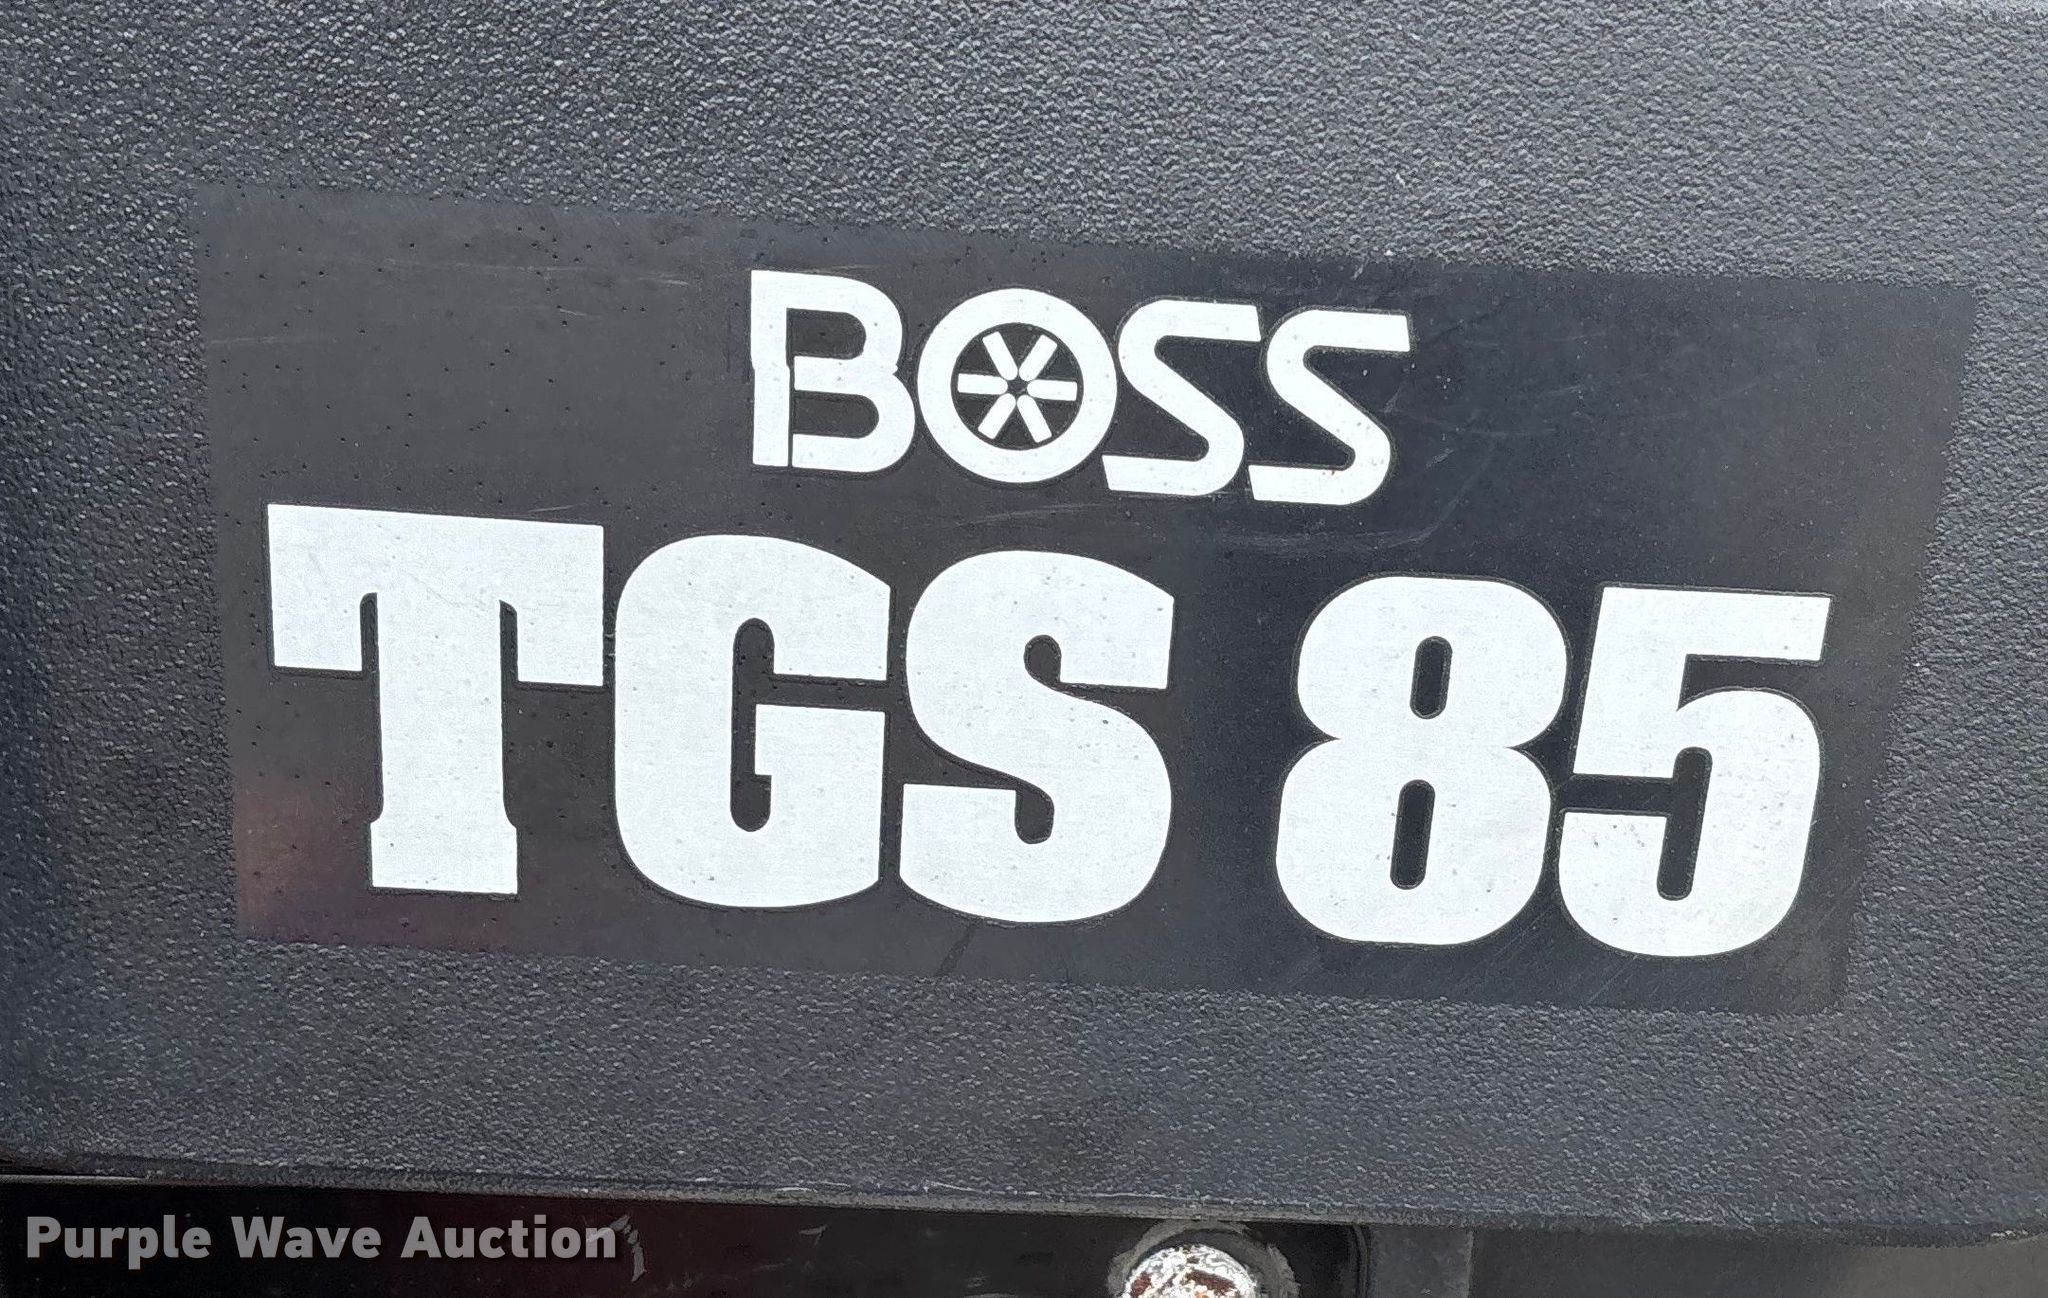 BOSS
TGS 85
Purple Wave Auction